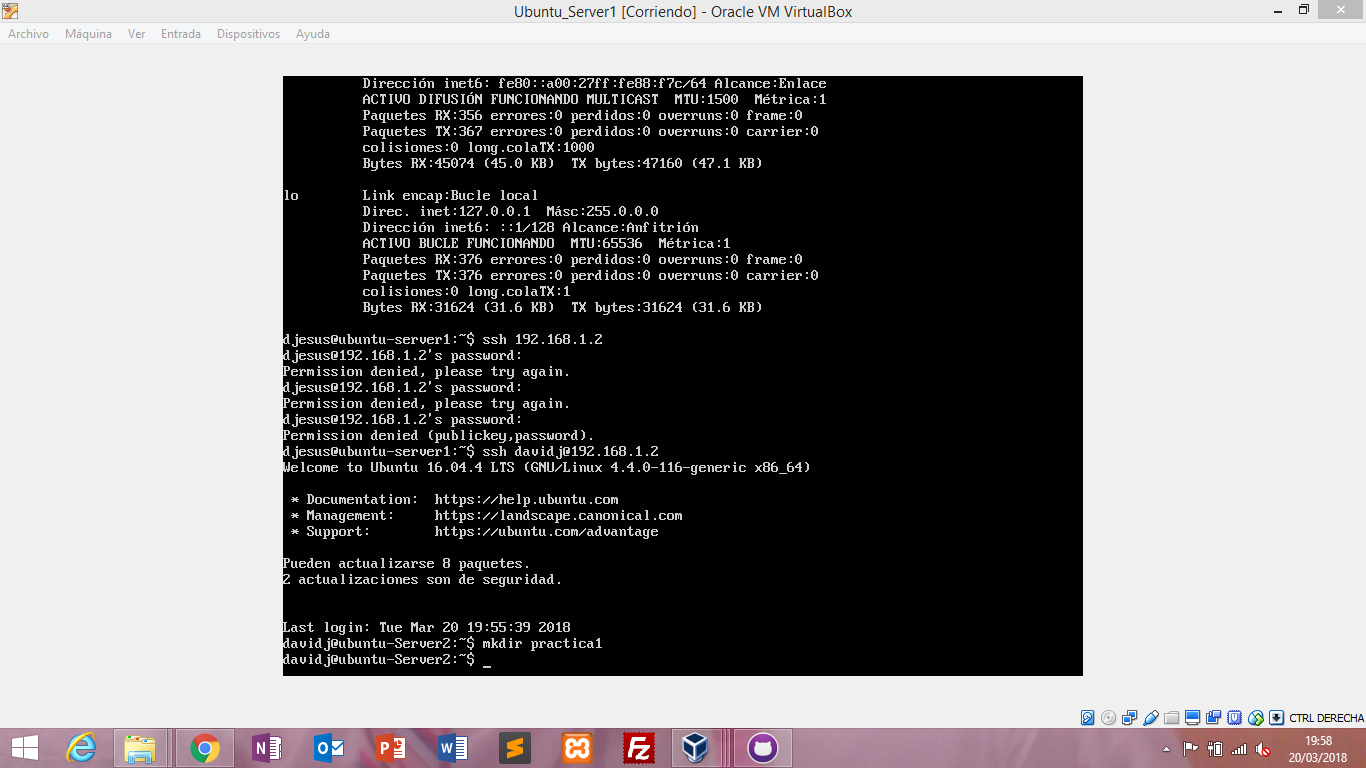 Ubuntu_Server1 [Corriendo] - Oracle VM VirtualBox
Archivo Máquina Ver Entrada Dispositivos Ayuda
Dirección inet6: fe80::a00:27ff:fe88:f7c/64 Alcance:Enlace
ACTIVO DIFUSIÓN FUNCIONANDO MULTICAST  MTU:1500  Métrica:1
Paquetes RX:356 errores:0 perdidos:0 overruns:0 frame:0
Paquetes TX:367 errores:0 perdidos:0 overruns:0 carrier:0
colisiones:0 long.colaTX:1000
Bytes RX:45074 (45.0 KB)  TX bytes:47160 (47.1 KB)
lo        Link encap:Bucle local
Direc. inet:127.0.0.1  Másc:255.0.0.0
Dirección inet6: ::1/128 Alcance:Anfitrión
ACTIVO BUCLE FUNCIONANDO  MTU:65536  Métrica:1
Paquetes RX:376 errores:0 perdidos:0 overruns:0 frame:0
Paquetes TX:376 errores:0 perdidos:0 overruns:0 carrier:0
colisiones:0 long.colaTX:1
Bytes RX:31624 (31.6 KB)  TX bytes:31624 (31.6 KB)
djesus@ubuntu-server1:~$ ssh 192.168.1.2
djesus@192.168.1.2's password:
Permission denied, please try again.
djesus@192.168.1.2's password:
Permission denied, please try again.
djesus@192.168.1.2's password:
Permission denied (publickey,password).
djesus@ubuntu-server1:~$ ssh davidj@192.168.1.2
Welcome to Ubuntu 16.04.4 LTS (GNU/Linux 4.4.0-116-generic x86_64)
* Documentation:  https://help.ubuntu.com
* Management:     https://landscape.canonical.com
* Support:        https://ubuntu.com/advantage
Pueden actualizarse 8 paquetes.
2 actualizaciones son de seguridad.
Last login: Tue Mar 20 19:55:39 2018
davidj@ubuntu-Server2:~$ mkdir practica1
davidj@ubuntu-Server2:~$ _
CTRL DERECHA
19:58
20/03/2018